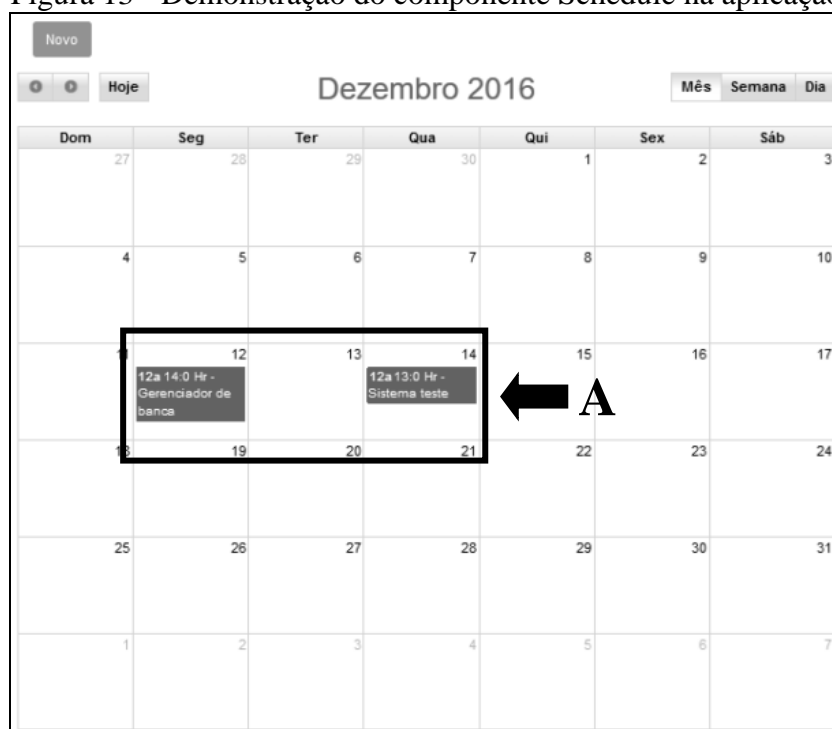 Figura 13 - Demonstração do componente Schedule na aplicação
Novo
Hoje
Dezembro 2016
Mês Semana Dia
Dom Seg Ter Qua Qui Sex Sáb
27 28 29 30 1 2 3
4 5 6 7 8 9 10
11 12 13 14 15 16 17
12a 14:0 Hr -
Gerenciador de
banca
12a 13:0 Hr -
Sistema teste
A
18 19 20 21 22 23 24
25 26 27 28 29 30 31
1 2 3 4 5 6 7